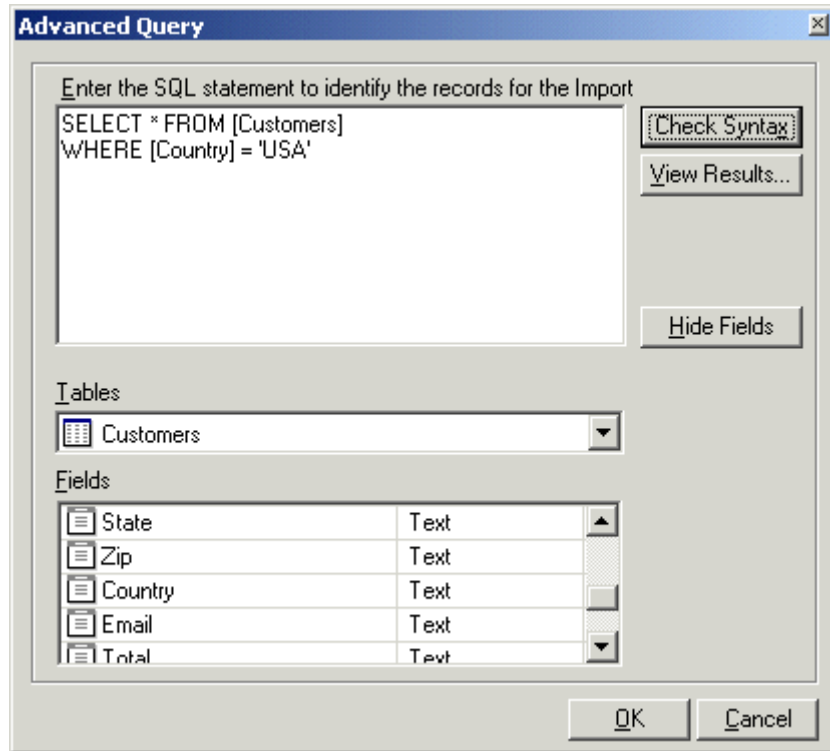 Advanced Query
Enter the SQL statement to identify the records for the Import
SELECT * FROM [Customers]
WHERE [Country] = 'USA'
Check Syntax
View Results...
Hide Fields
Tables
Customers
Fields
State Text
Zip Text
Country Text
Email Text
Total Text
OK Cancel